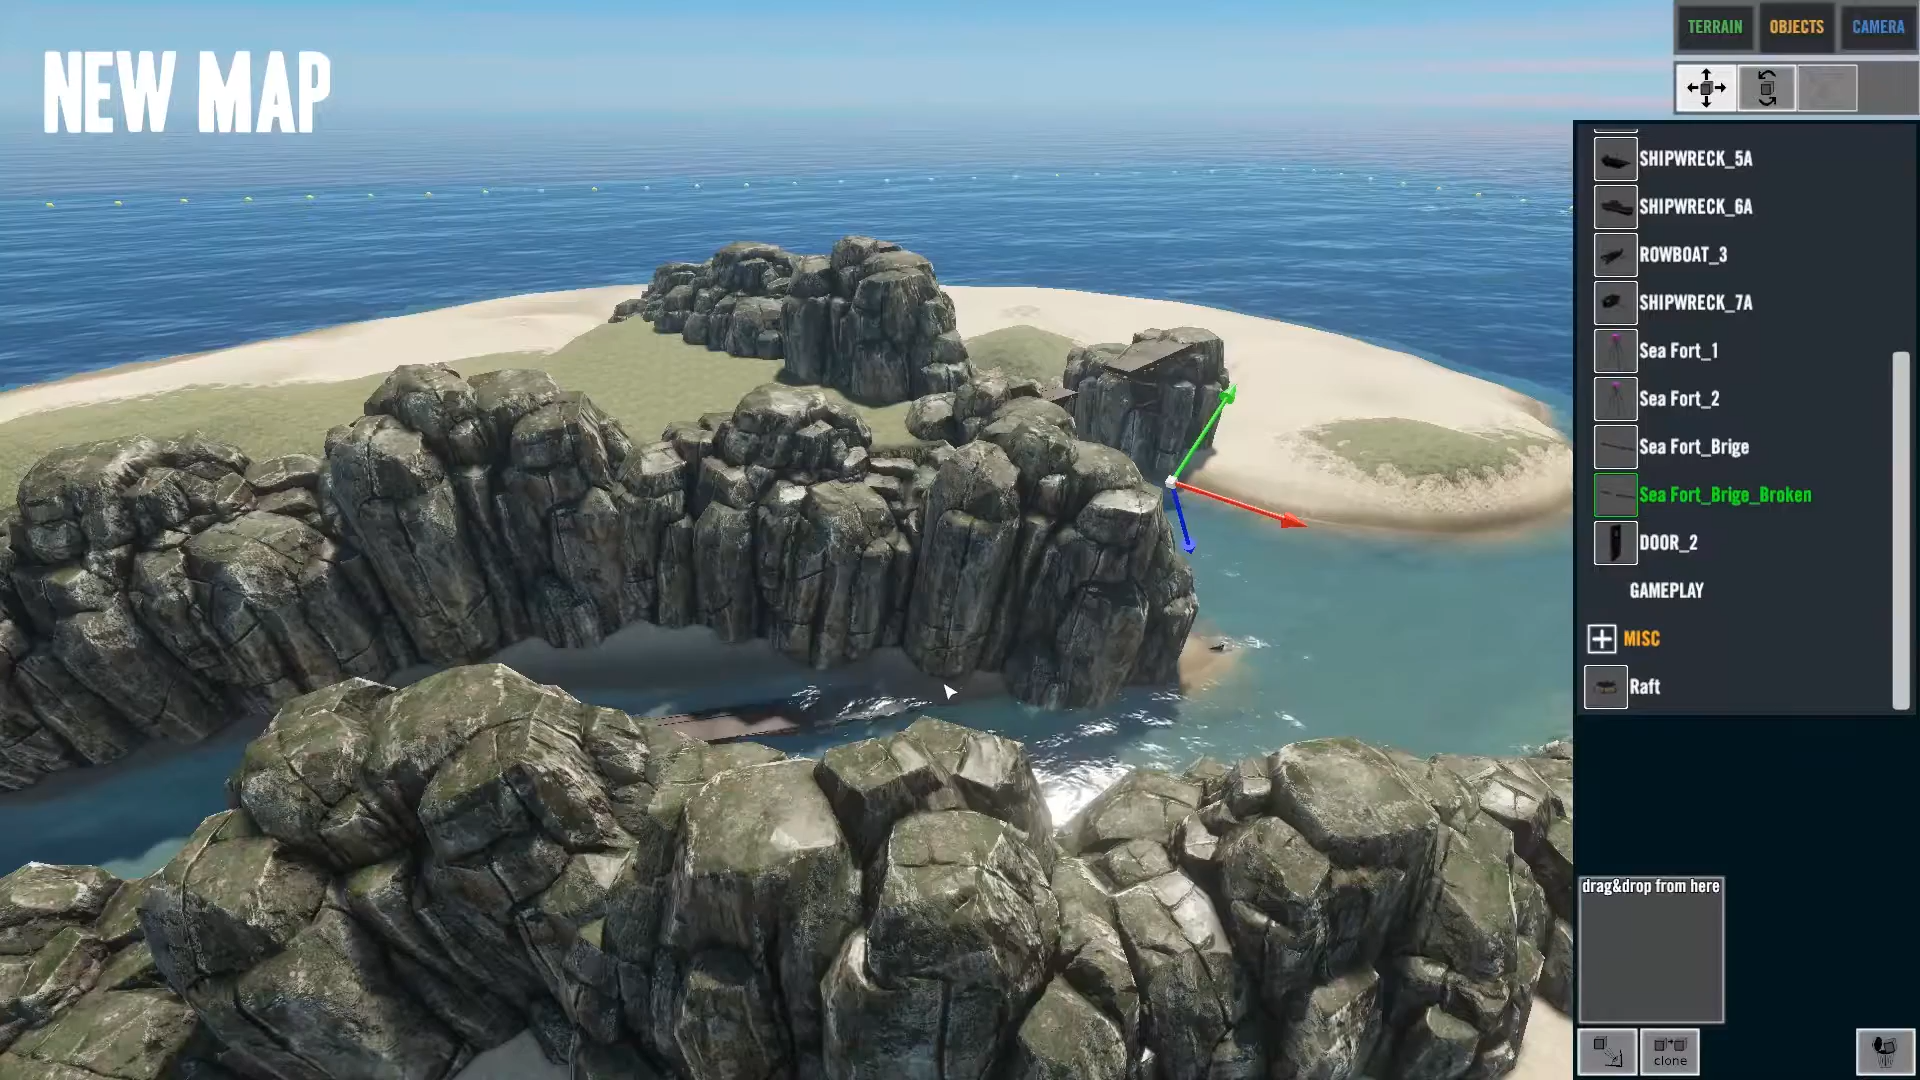 NEW MAP
TERRAIN
OBJECTS
CAMERA
SHIPWRECK_5A
SHIPWRECK_6A
ROWBOAT_3
SHIPWRECK_7A
Sea Fort_1
Sea Fort_2
Sea Fort_Brige
Sea Fort_Brige_Broken
DOOR_2
GAMEPLAY
MISC
Raft
drag&drop from here
clone